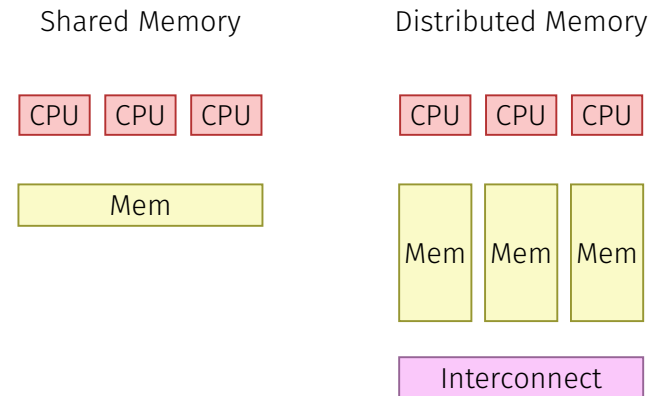 Shared Memory
CPU CPU CPU
Mem
Distributed Memory
CPU CPU CPU
Mem Mem Mem
Interconnect